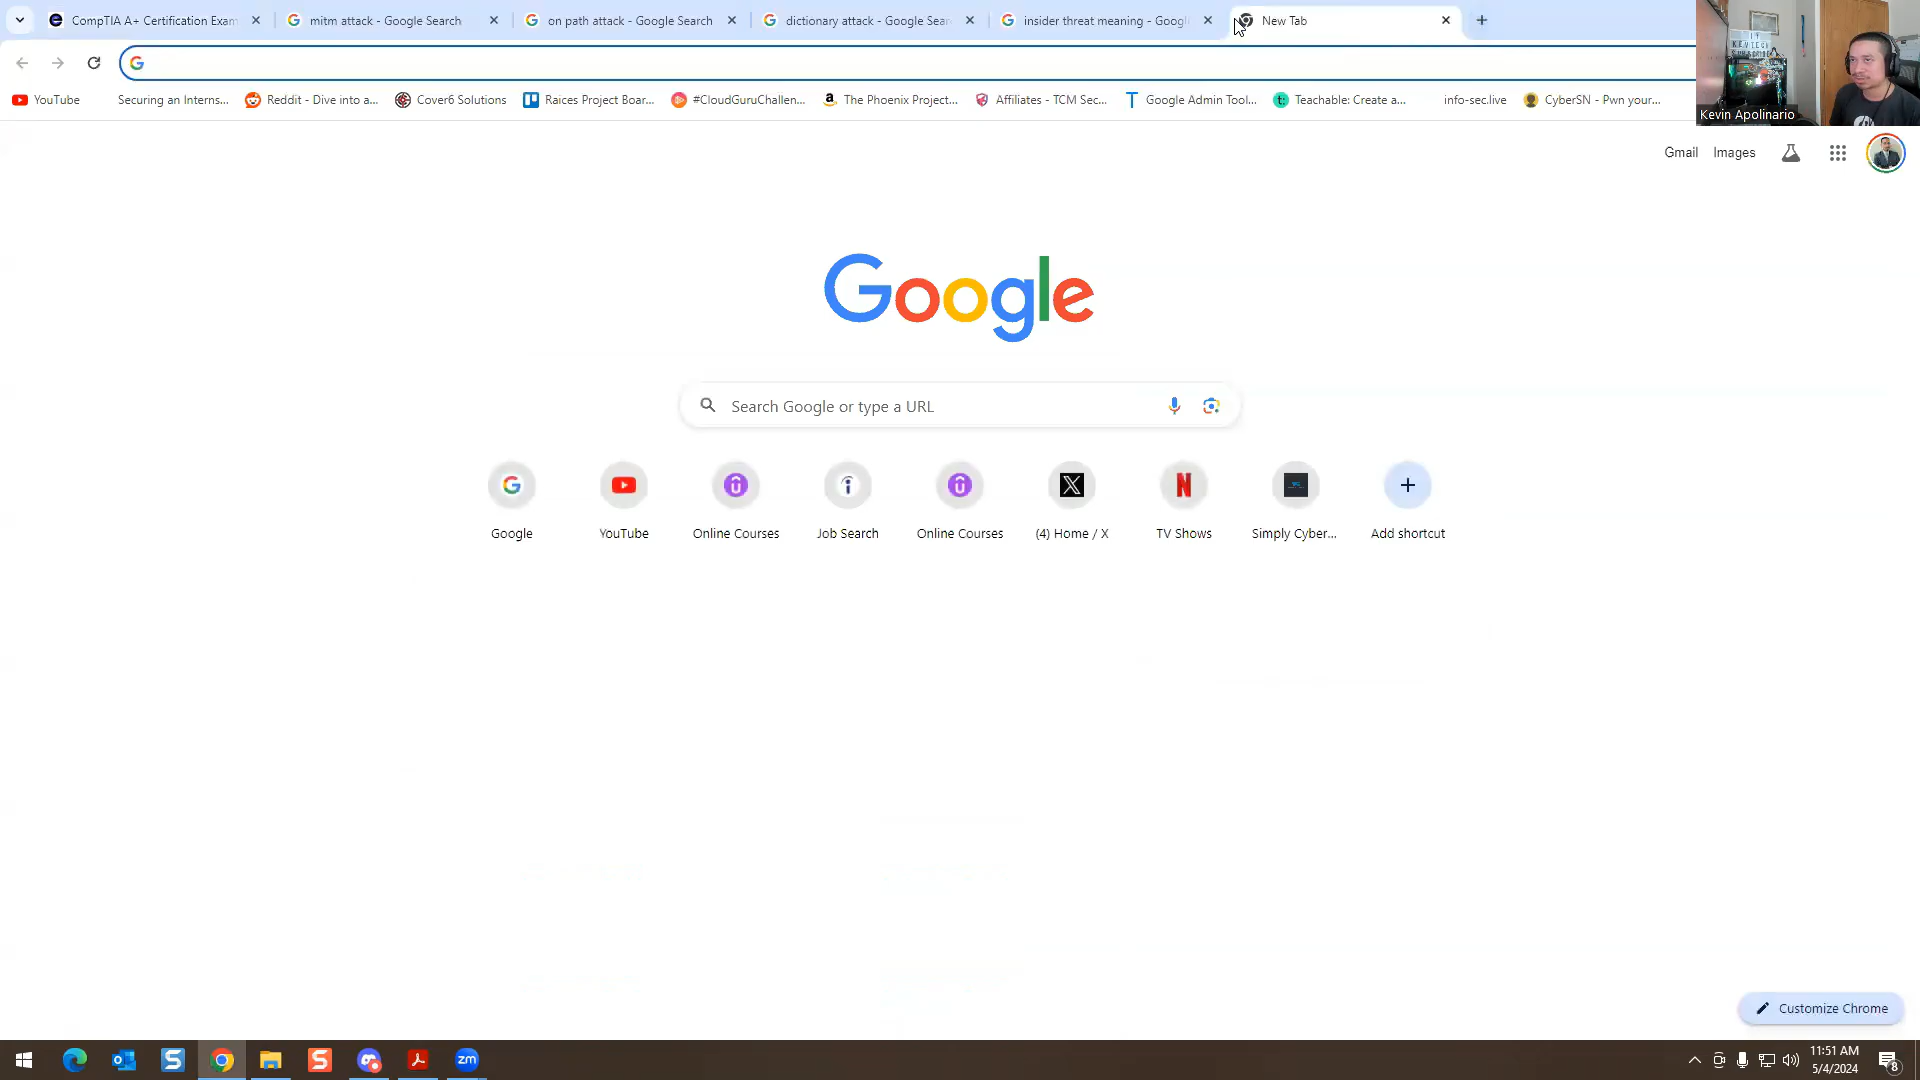 CompTIA A+ Certification Exam
mitm attack - Google Search
on path attack - Google Search
dictionary attack - Google Sear
insider threat meaning - Googl
New Tab
YouTube
Securing an Interns...
Reddit - Dive into a...
Cover6 Solutions
Raices Project Boar...
#CloudGuruChallen...
The Phoenix Project...
Affiliates - TCM Sec...
Google Admin Tool...
Teachable: Create a...
info-sec.live
CyberSN - Pwn your...
Kevin Apolinario
Gmail
Images
Google
Search Google or type a URL
Google
YouTube
Online Courses
Job Search
Online Courses
(4) Home / X
TV Shows
Simply Cyber...
Add shortcut
Customize Chrome
zm
11:51 AM
5/4/2024
8